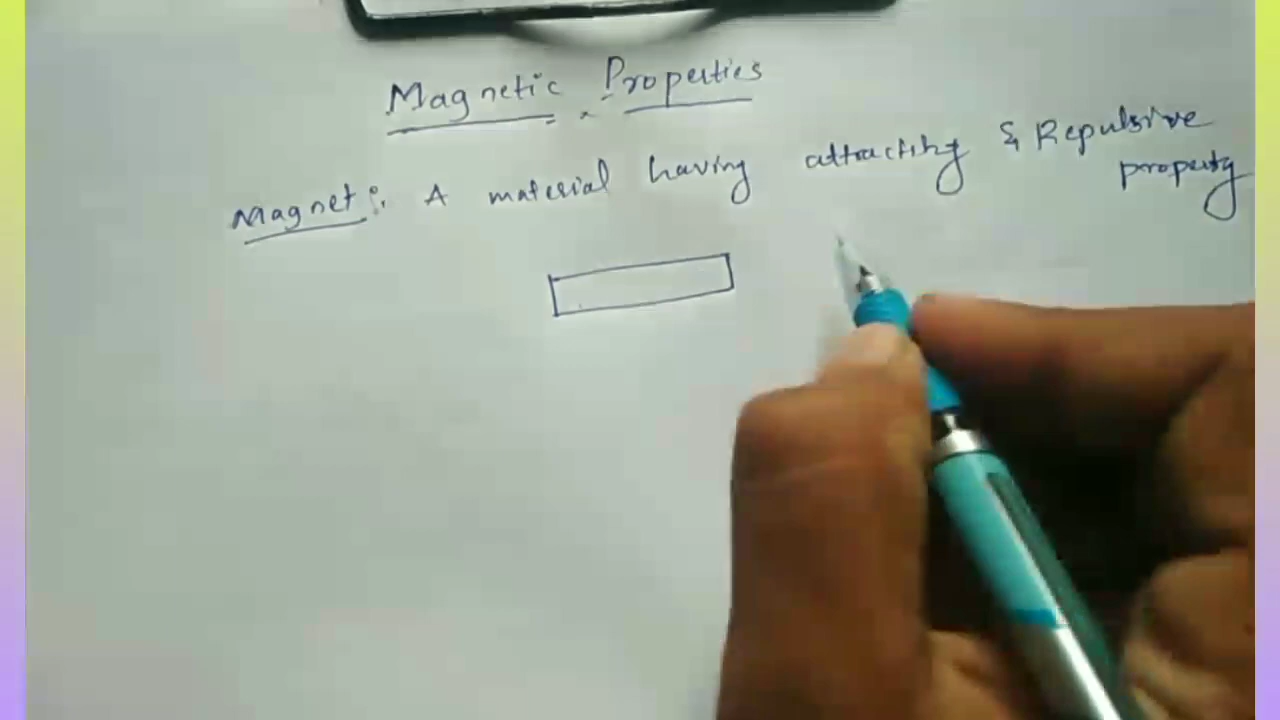 Magnetic Properties
Magnet :. A material having attracting & Repulsive
property